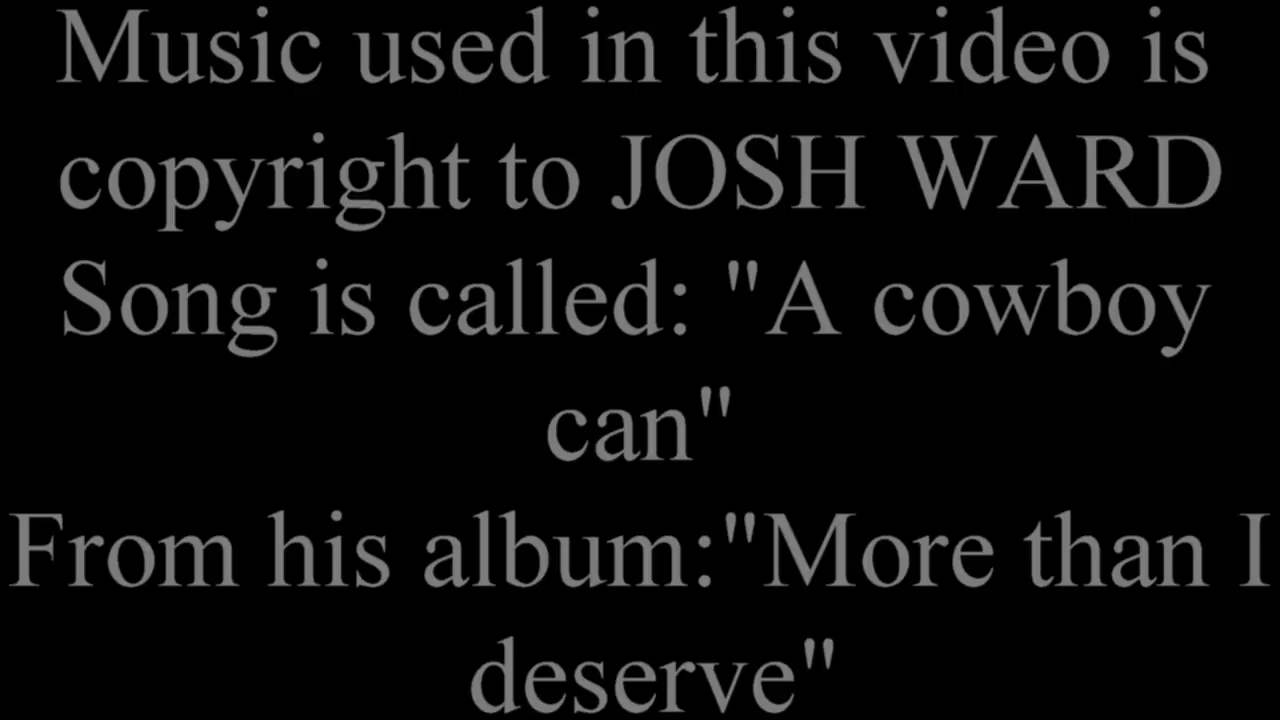 Music used in this video is
copyright to JOSH WARD
Song is called: "A cowboy
can"
From his album:"More than I
deserve"